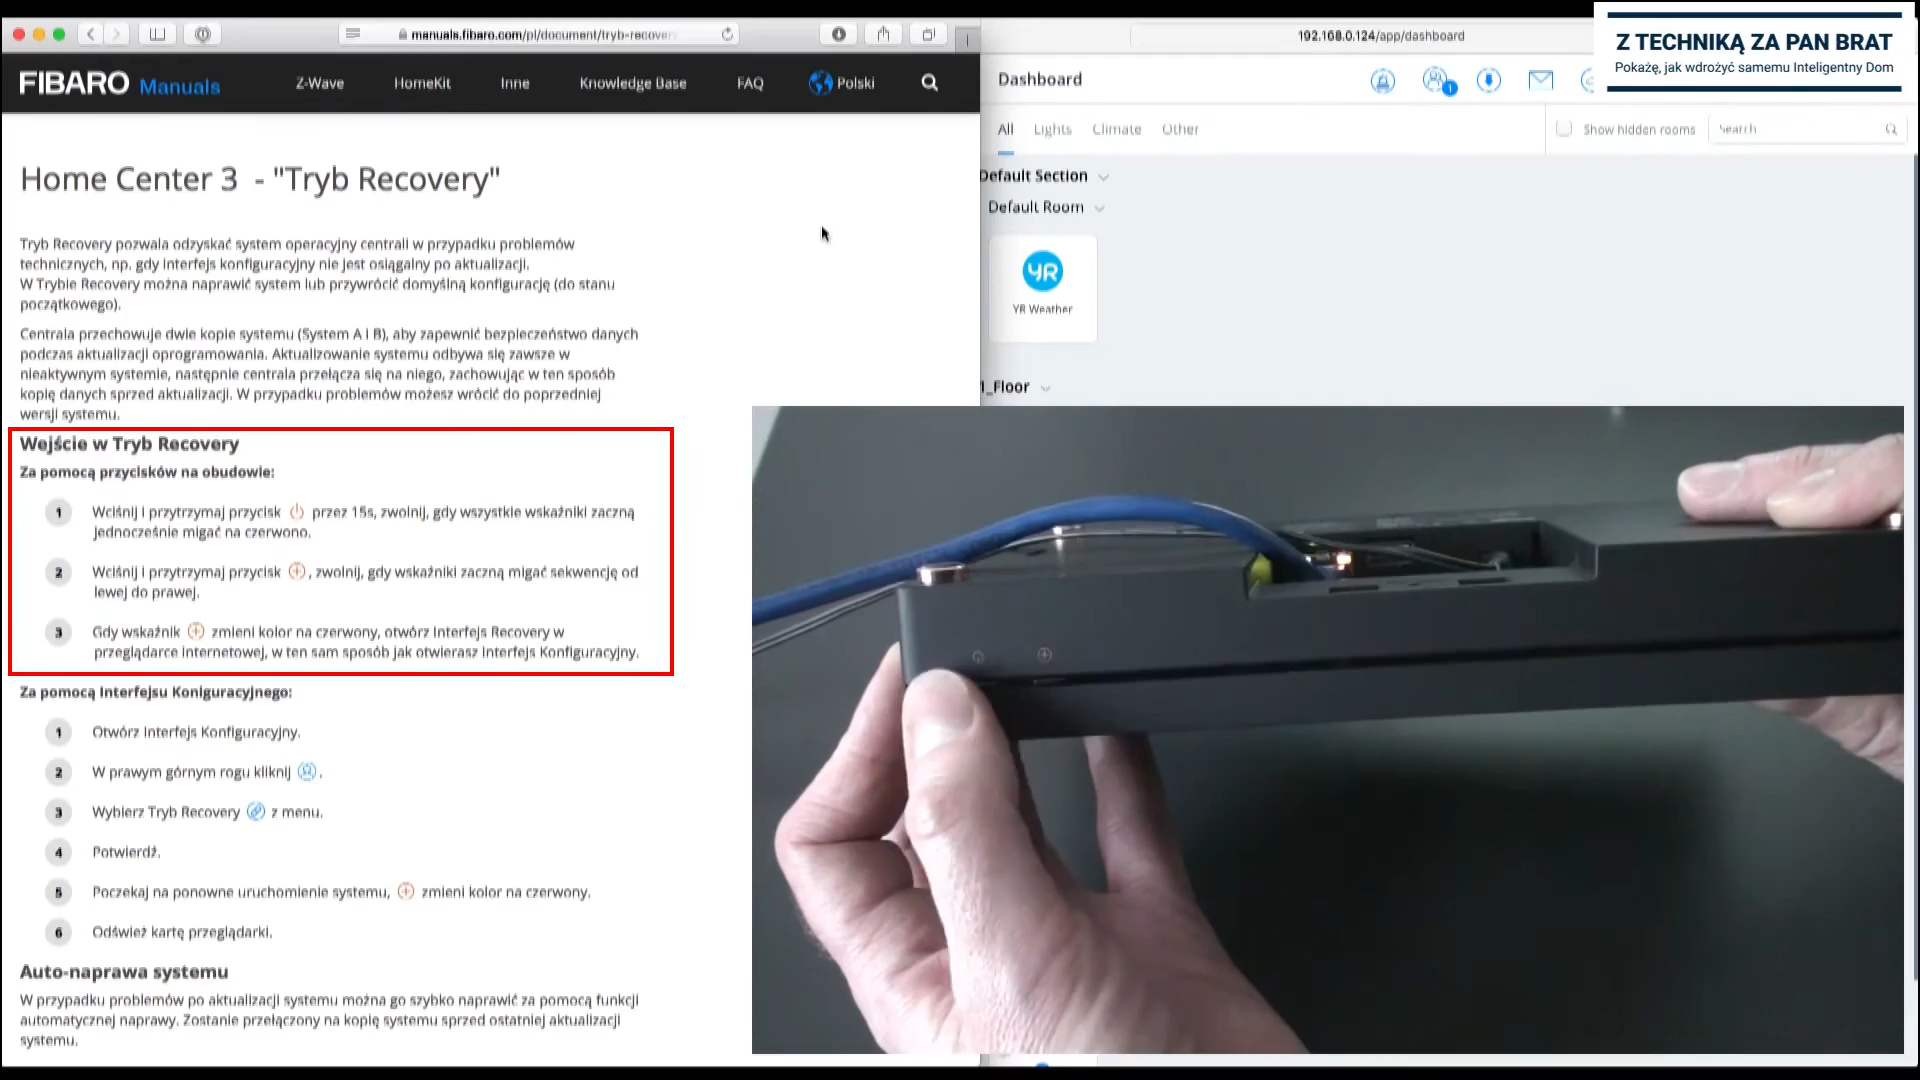 manuals.fibaro.com/pl/document/tryb-recover
FIBARO Manuals
Z-Wave
HomeKit
Inne
Knowledge Base
FAQ
Polski
Home Center 3 - "Tryb Recovery"
Tryb Recovery pozwala odzyskać system operacyjny centrali w przypadku problemów
technicznych, np. gdy interfejs konfiguracyjny nie jest osiągalny po aktualizacji.
W Trybie Recovery można naprawić system lub przywrócić domyślną konfigurację (do stanu
początkowego).
Centrala przechowuje dwie kopie systemu (System A i B), aby zapewnić bezpieczeństwo danych
podczas aktualizacji oprogramowania. Aktualizowanie systemu odbywa się zawsze w
nieaktywnym systemie, następnie centrala przełącza się na niego, zachowując w ten sposób
kopię danych sprzed aktualizacji. W przypadku problemów możesz wrócić do poprzedniej
wersji systemu.
Wejście w Tryb Recovery
Za pomocą przycisków na obudowie:
1 Wciśnij i przytrzymaj przycisk przez 15s, zwolnij, gdy wszystkie wskaźniki zaczną
jednocześnie migać na czerwono.
2 Wciśnij i przytrzymaj przycisk , zwolnij, gdy wskaźniki zaczną migać sekwencję od
lewej do prawej.
3 Gdy wskaźnik zmieni kolor na czerwony, otwórz Interfejs Recovery w
przeglądarce internetowej, w ten sam sposób jak otwierasz Interfejs Konfiguracyjny.
Za pomocą Interfejsu Koniguracyjnego:
1 Otwórz Interfejs Konfiguracyjny.
2 W prawym górnym rogu kliknij .
3 Wybierz Tryb Recovery z menu.
4 Potwierdź.
5 Poczekaj na ponowne uruchomienie systemu, zmieni kolor na czerwony.
6 Odśwież kartę przeglądarki.
Auto-naprawa systemu
W przypadku problemów po aktualizacji systemu można go szybko naprawić za pomocą funkcji
automatycznej naprawy. Zostanie przełączony na kopię systemu sprzed ostatniej aktualizacji
systemu.
192.168.0.124/app/dashboard
Z TECHNIKĄ ZA PAN BRAT
Pokażę, jak wdrożyć samemu Inteligentny Dom
Dashboard
1
All
Lights
Climate
Other
Show hidden rooms
Search
Default Section
Default Room
YR
YR Weather
1_Floor